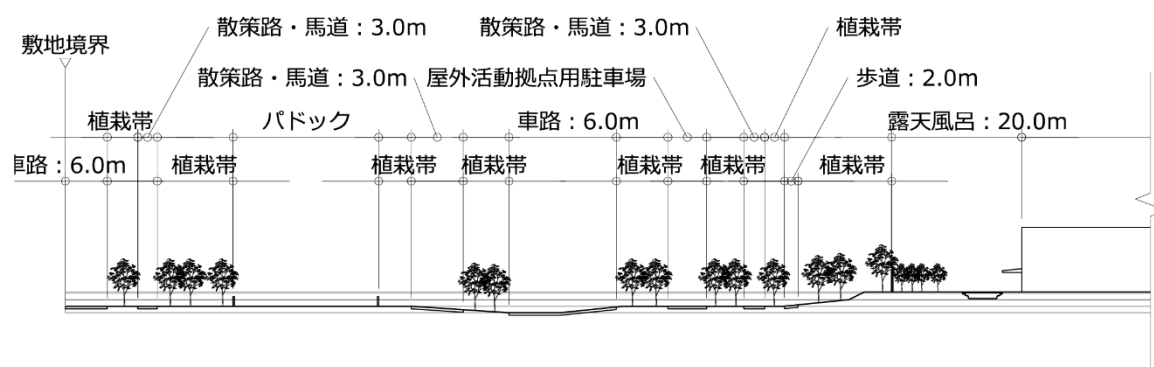 散策路・馬道：3.0m
散策路・馬道：3.0m
植栽帯
敷地境界
散策路・馬道：3.0m
屋外活動拠点用駐車場
歩道：2.0m
植栽帯
パドック
車路：6.0m
露天風呂：20.0m
車路：6.0m
植栽帯
植栽帯
植栽帯
植栽帯
植栽帯
植栽帯